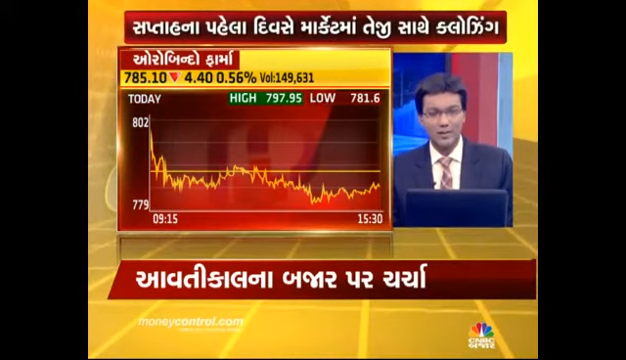 સપ્તાહના પહેલા દિવસે માર્કેટમાં તેજી સાથે ક્લોઝિંગ
ઓરોબિન્દો ફાર્મા
785.10 4.40 0.56% Vol:149,631
TODAY HIGH 797.95 LOW 781.6
802
779
09:15 15:30
આવતીકાલના બજાર પર ચર્ચા
moneycontrol.com
CNBC
બજાર